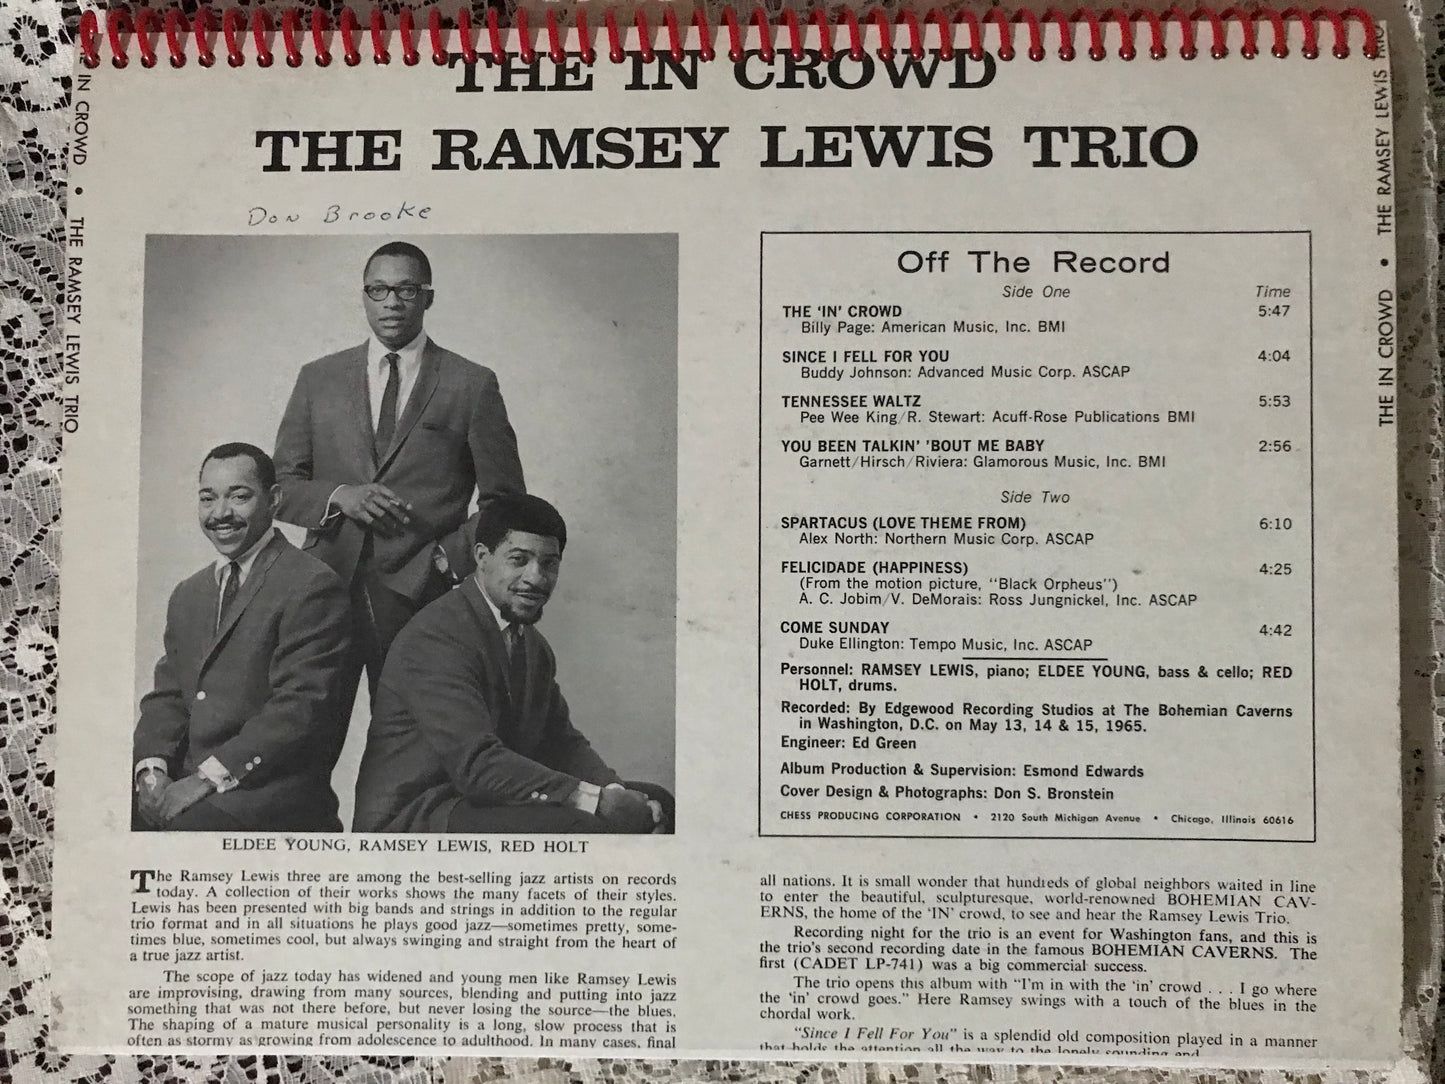 THE IN CROWD
THE RAMSEY LEWIS TRIO
Don Brooke
THE IN CROWD • THE RAMSEY LEWIS TRIO
ELDEE YOUNG, RAMSEY LEWIS, RED HOLT
The Ramsey Lewis three are among the best-selling jazz artists on records
today. A collection of their works shows the many facets of their styles.
Lewis has been presented with big bands and strings in addition to the regular
trio format and in all situations he plays good jazz—sometimes pretty, some-
times blue, sometimes cool, but always swinging and straight from the heart of
a true jazz artist.
The scope of jazz today has widened and young men like Ramsey Lewis
are improvising, drawing from many sources, blending and putting into jazz
something that was not there before, but never losing the source—the blues.
The shaping of a mature musical personality is a long, slow process that is
often as stormy as growing from adolescence to adulthood. In many cases, final
Off The Record
Side One Time
THE 'IN' CROWD 5:47
Billy Page: American Music, Inc. BMI
SINCE I FELL FOR YOU 4:04
Buddy Johnson: Advanced Music Corp. ASCAP
TENNESSEE WALTZ 5:53
Pee Wee King/R. Stewart: Acuff-Rose Publications BMI
YOU BEEN TALKIN' 'BOUT ME BABY 2:56
Garnett/Hirsch/Riviera: Glamorous Music, Inc. BMI
Side Two
SPARTACUS (LOVE THEME FROM) 6:10
Alex North: Northern Music Corp. ASCAP
FELICIDADE (HAPPINESS) 4:25
(From the motion picture, "Black Orpheus")
A. C. Jobim/V. DeMorais: Ross Jungnickel, Inc. ASCAP
COME SUNDAY 4:42
Duke Ellington: Tempo Music, Inc. ASCAP
Personnel: RAMSEY LEWIS, piano; ELDEE YOUNG, bass & cello; RED
HOLT, drums.
Recorded: By Edgewood Recording Studios at The Bohemian Caverns
in Washington, D.C. on May 13, 14 & 15, 1965.
Engineer: Ed Green
Album Production & Supervision: Esmond Edwards
Cover Design & Photographs: Don S. Bronstein
CHESS PRODUCING CORPORATION • 2120 South Michigan Avenue • Chicago, Illinois 60616
all nations. It is small wonder that hundreds of global neighbors waited in line
to enter the beautiful, sculpturesque, world-renowned BOHEMIAN CAV-
ERNS, the home of the 'IN' crowd, to see and hear the Ramsey Lewis Trio.
Recording night for the trio is an event for Washington fans, and this is
the trio's second recording date in the famous BOHEMIAN CAVERNS. The
first (CADET LP-741) was a big commercial success.
The trio opens this album with "I'm in with the 'in' crowd . . . I go where
the 'in' crowd goes." Here Ramsey swings with a touch of the blues in the
chordal work.
"Since I Fell For You" is a splendid old composition played in a manner
that holds the attention all the way to the lonely sounding end
THE IN CROWD • THE RAMSEY LEWIS TRIO